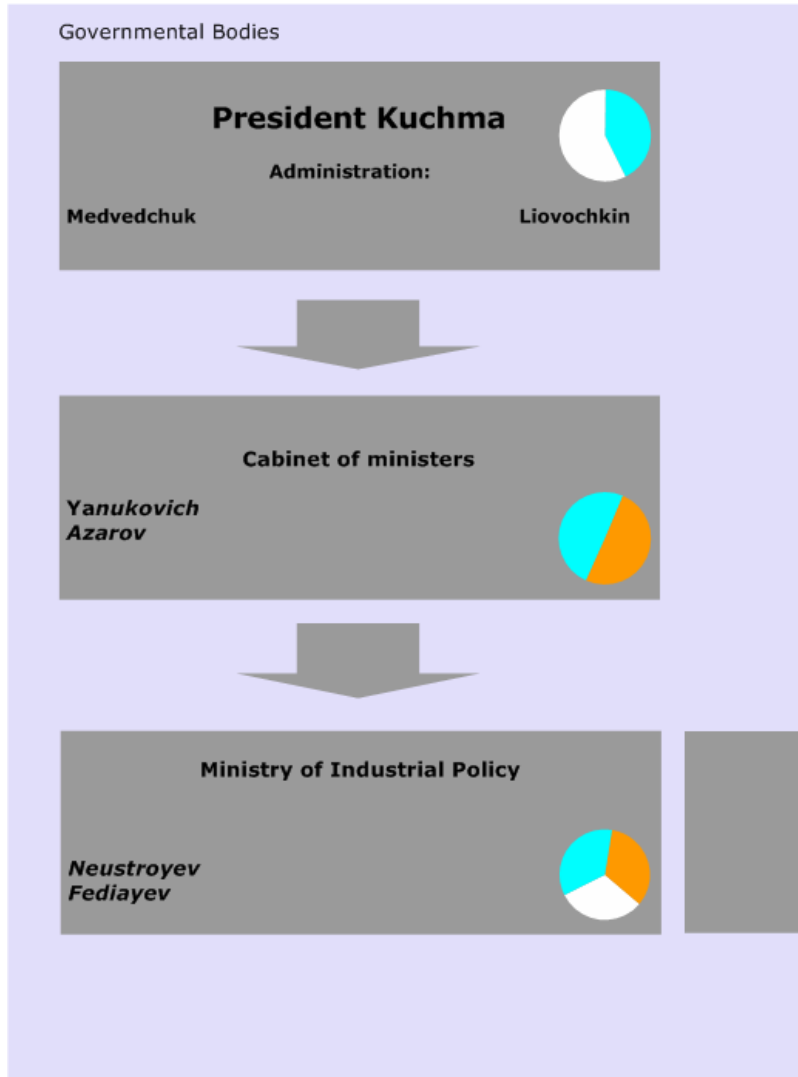 Governmental Bodies
President Kuchma
Administration:
Medvedchuk Liovochkin
Cabinet of ministers
Yanukovich
Azarov
Ministry of Industrial Policy
Neustroyev
Fediayev